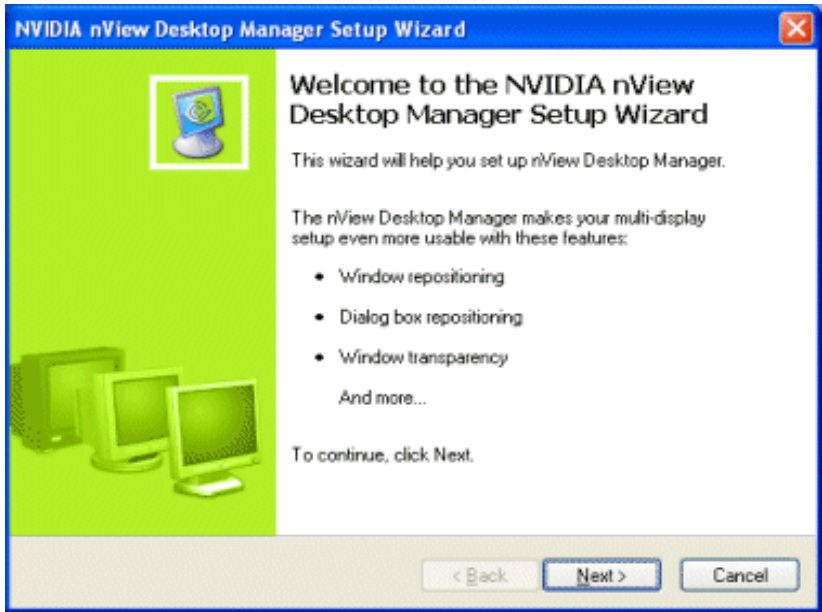 NVIDIA nView Desktop Manager Setup Wizard
Welcome to the NVIDIA nView
Desktop Manager Setup Wizard
This wizard will help you set up nView Desktop Manager.
The nView Desktop Manager makes your multi-display
setup even more usable with these features:
• Window repositioning
• Dialog box repositioning
• Window transparency
And more...
To continue, click Next.
< Back
Next >
Cancel